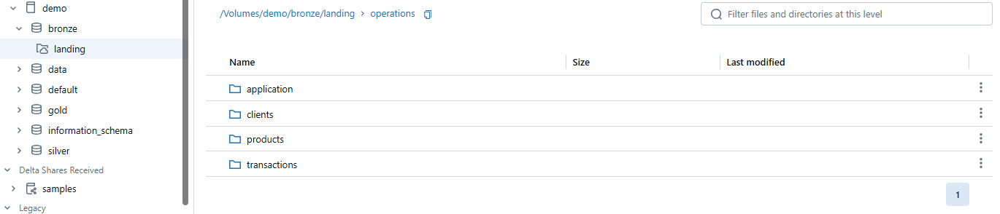 demo
bronze
landing
data
default
gold
information_schema
silver
Delta Shares Received
samples
Legacy
/Volumes/demo/bronze/landing > operations
Filter files and directories at this level
Name Size Last modified
application
clients
products
transactions
1